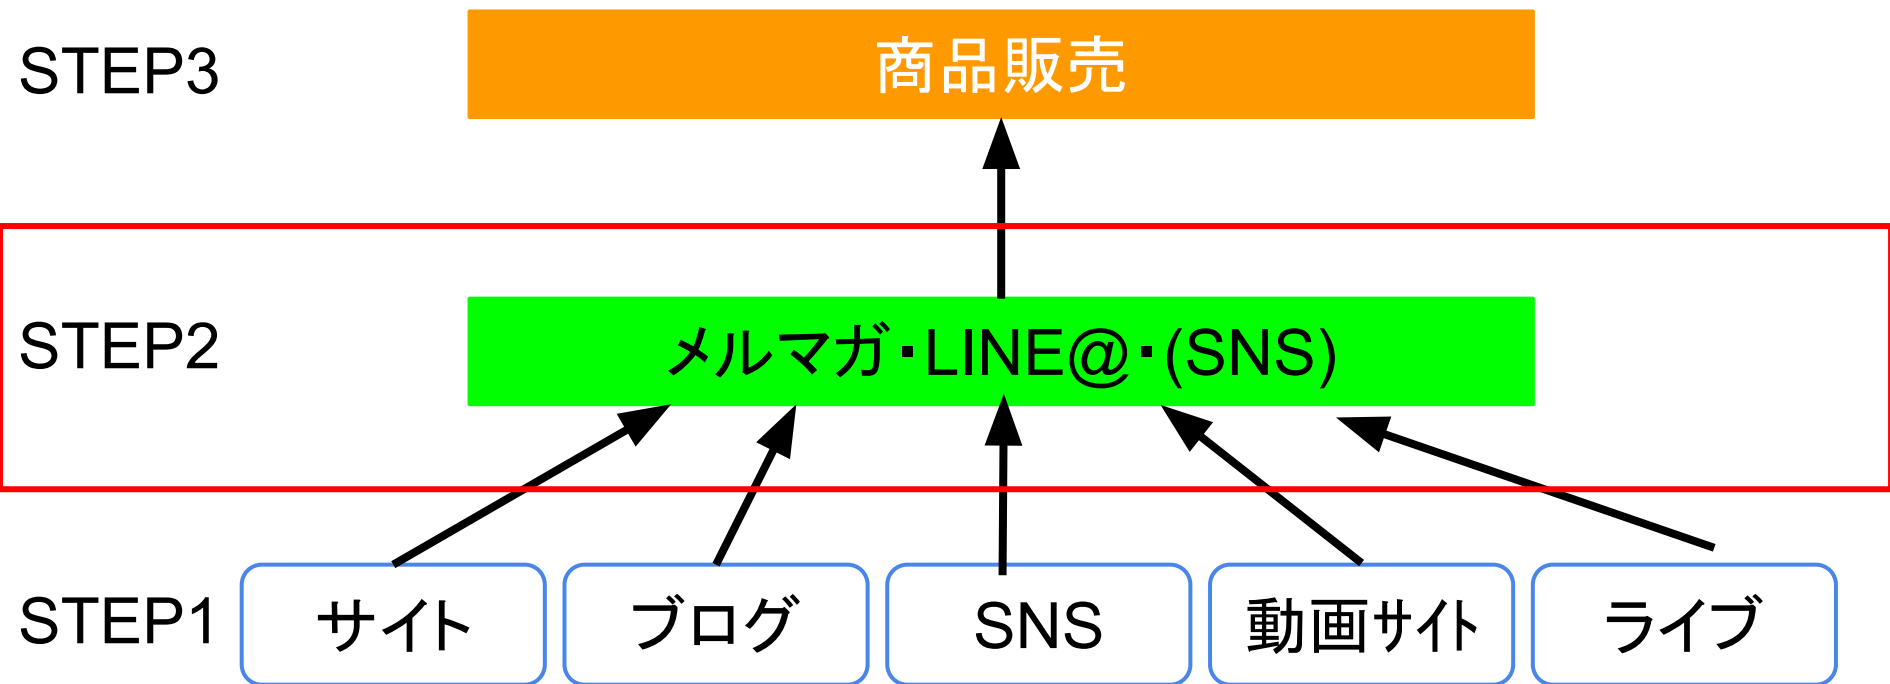 STEP3
商品販売
STEP2
メルマガ・LINE@・(SNS)
STEP1
サイト
ブログ
SNS
動画サイト
ライブ